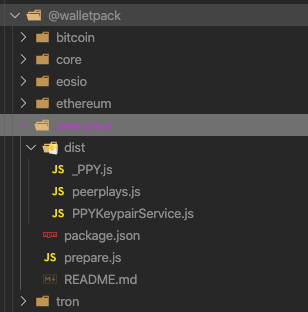 @walletpack
bitcoin
core
eosio
ethereum
dist
JS _PPY.js
JS peerplays.js
JS PPYKeypairService.js
package.json
JS prepare.js
README.md
tron